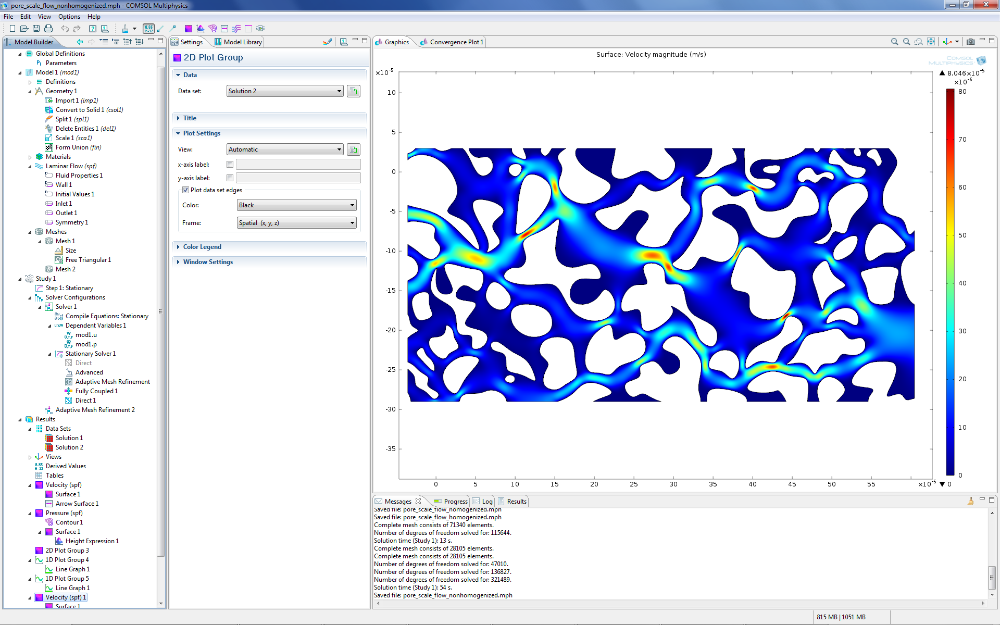 pore_scale_flow_nonhomogenized.mph - COMSOL Multiphysics
File Edit View Options Help
Model Builder
Global Definitions
Parameters
Model 1 (mod1)
Definitions
Geometry 1
Import 1 (imp1)
Convert to Solid 1 (csol1)
Split 1 (spl1)
Delete Entities 1 (del1)
Scale 1 (sca1)
Form Union (fin)
Materials
Laminar Flow (spf)
Fluid Properties 1
Wall 1
Initial Values 1
Inlet 1
Outlet 1
Symmetry 1
Meshes
Mesh 1
Size
Free Triangular 1
Mesh 2
Study 1
Step 1: Stationary
Solver Configurations
Solver 1
Compile Equations: Stationary
Dependent Variables 1
mod1.u
mod1.p
Stationary Solver 1
Direct
Advanced
Adaptive Mesh Refinement
Fully Coupled 1
Direct 1
Adaptive Mesh Refinement 2
Results
Data Sets
Solution 1
Solution 2
Views
Derived Values
Tables
Velocity (spf)
Surface 1
Arrow Surface 1
Pressure (spf)
Contour 1
Surface 1
Height Expression 1
2D Plot Group 3
1D Plot Group 4
Line Graph 1
1D Plot Group 5
Line Graph 1
Velocity (spf) 1
Surface 1
Settings Model Library
2D Plot Group
Data
Data set: Solution 2
Title
Plot Settings
View: Automatic
x-axis label:
y-axis label:
Plot data set edges
Color: Black
Frame: Spatial (x, y, z)
Color Legend
Window Settings
Graphics Convergence Plot 1
Surface: Velocity magnitude (m/s)
COMSOL
MULTIPHYSICS
×10-5
10
5
0
-5
-10
-15
-20
-25
-30
-35
0 5 10 15 20 25 30 35 40 45 50 55 ×10-5
8.046×10-5
×10-6
80
70
60
50
40
30
20
10
0
0
Messages Progress Log Results
Saved file: pore_scale_flow_homogenized.mph
Saved file: pore_scale_flow_homogenized.mph
Complete mesh consists of 71340 elements.
Number of degrees of freedom solved for: 115644.
Solution time (Study 1): 13 s.
Complete mesh consists of 28105 elements.
Complete mesh consists of 28105 elements.
Number of degrees of freedom solved for: 47010.
Number of degrees of freedom solved for: 136827.
Number of degrees of freedom solved for: 321489.
Solution time (Study 1): 54 s.
Saved file: pore_scale_flow_nonhomogenized.mph
815 MB | 1051 MB